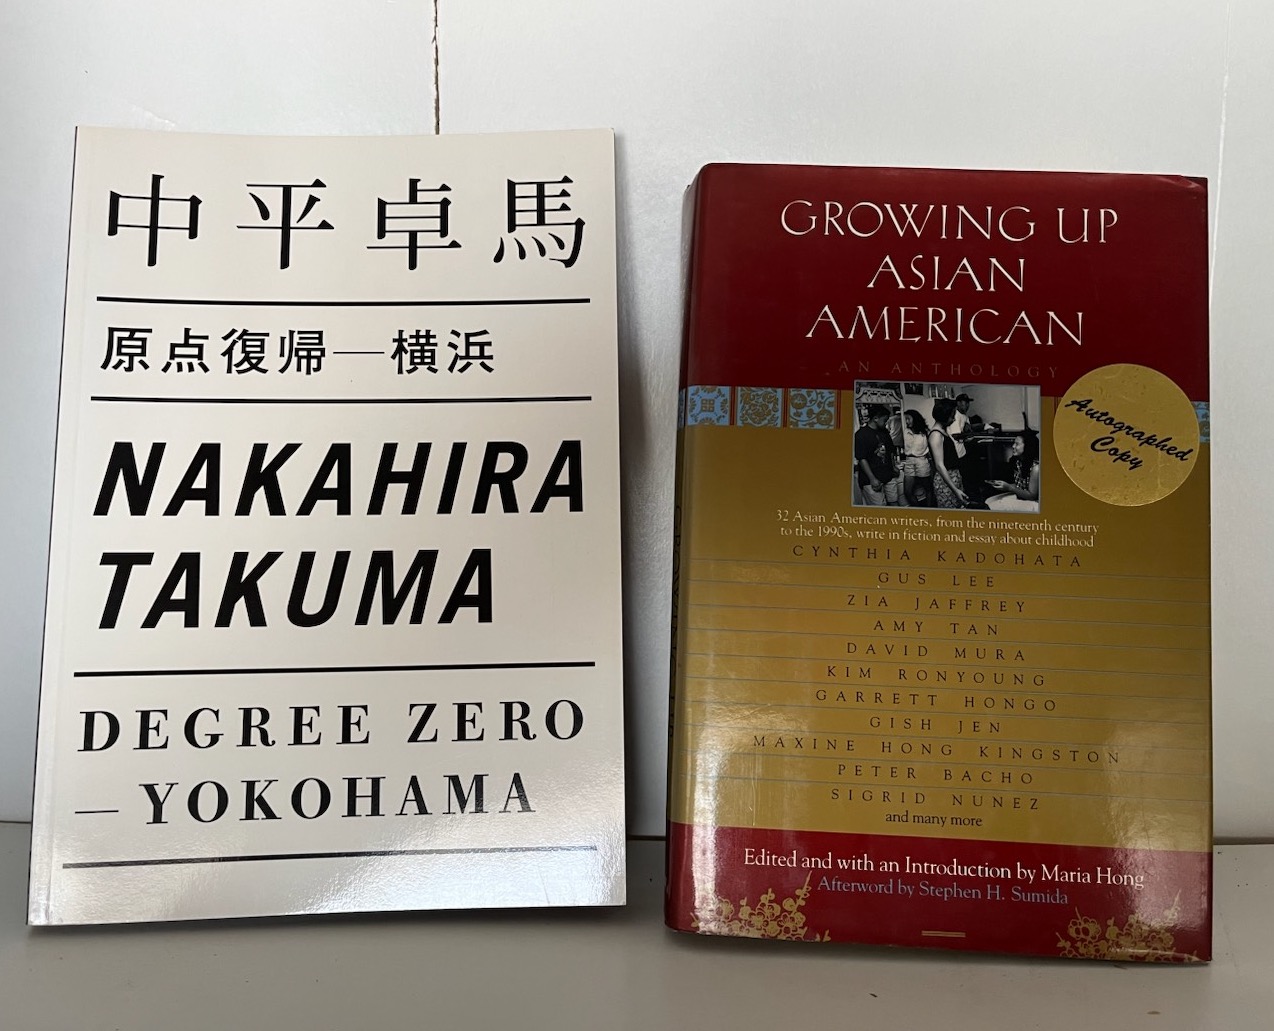 中平卓馬
原点復帰—横浜
NAKAHIRA
TAKUMA
DEGREE ZERO
— YOKOHAMA
GROWING UP
ASIAN
AMERICAN
AN ANTHOLOGY
Autographed
Copy
32 Asian American writers, from the nineteenth century
to the 1990s, write in fiction and essay about childhood
CYNTHIA KADOHATA
GUS LEE
ZIA JAFFREY
AMY TAN
DAVID MURA
KIM RONYOUNG
GARRETT HONGO
GISH JEN
MAXINE HONG KINGSTON
PETER BACHO
SIGRID NUNEZ
and many more
Edited and with an Introduction by Maria Hong
Afterword by Stephen H. Sumida